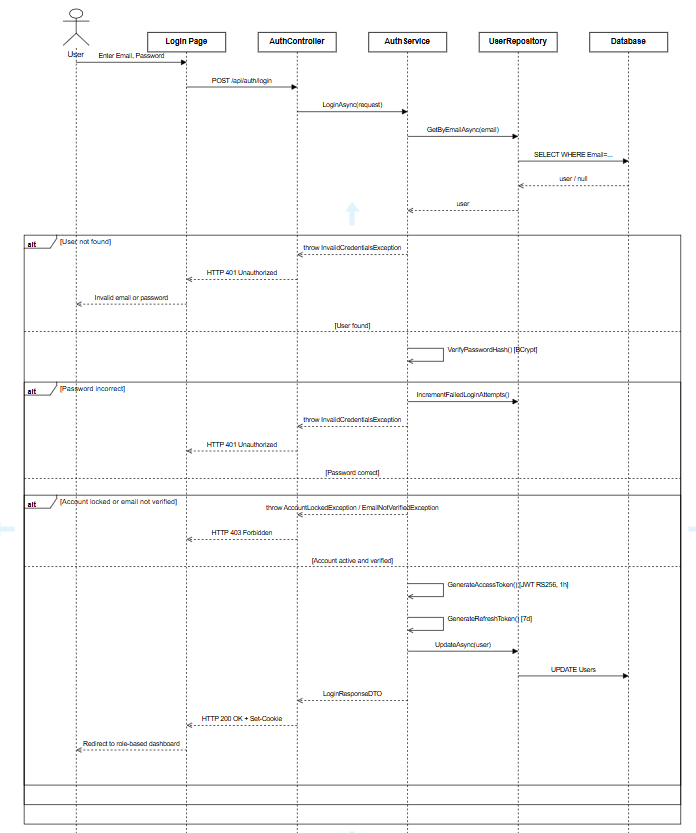 Login Page
AuthController
AuthService
UserRepository
Database
User
Enter Email, Password
POST /api/auth/login
LoginAsync(request)
GetByEmailAsync(email)
SELECT WHERE Email=...
user / null
user
alt
[User not found]
throw InvalidCredentialsException
HTTP 401 Unauthorized
Invalid email or password
[User found]
VerifyPasswordHash() [BCrypt]
alt
[Password incorrect]
IncrementFailedLoginAttempts()
throw InvalidCredentialsException
HTTP 401 Unauthorized
[Password correct]
alt
[Account locked or email not verified]
throw AccountLockedException / EmailNotVerifiedException
HTTP 403 Forbidden
[Account active and verified]
GenerateAccessToken() [JWT RS256, 1h]
GenerateRefreshToken() [7d]
UpdateAsync(user)
UPDATE Users
LoginResponseDTO
HTTP 200 OK + Set-Cookie
Redirect to role-based dashboard